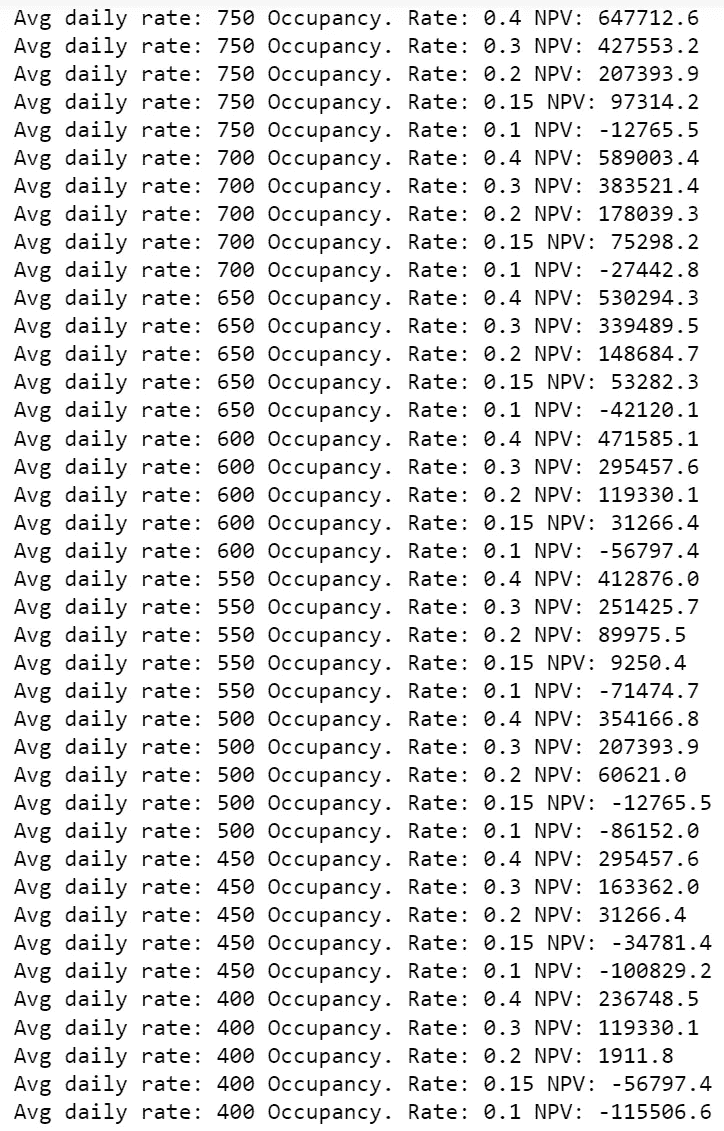 Avg daily rate: 750 Occupancy. Rate: 0.4 NPV: 647712.6
Avg daily rate: 750 Occupancy. Rate: 0.3 NPV: 427553.2
Avg daily rate: 750 Occupancy. Rate: 0.2 NPV: 207393.9
Avg daily rate: 750 Occupancy. Rate: 0.15 NPV: 97314.2
Avg daily rate: 750 Occupancy. Rate: 0.1 NPV: -12765.5
Avg daily rate: 700 Occupancy. Rate: 0.4 NPV: 589003.4
Avg daily rate: 700 Occupancy. Rate: 0.3 NPV: 383521.4
Avg daily rate: 700 Occupancy. Rate: 0.2 NPV: 178039.3
Avg daily rate: 700 Occupancy. Rate: 0.15 NPV: 75298.2
Avg daily rate: 700 Occupancy. Rate: 0.1 NPV: -27442.8
Avg daily rate: 650 Occupancy. Rate: 0.4 NPV: 530294.3
Avg daily rate: 650 Occupancy. Rate: 0.3 NPV: 339489.5
Avg daily rate: 650 Occupancy. Rate: 0.2 NPV: 148684.7
Avg daily rate: 650 Occupancy. Rate: 0.15 NPV: 53282.3
Avg daily rate: 650 Occupancy. Rate: 0.1 NPV: -42120.1
Avg daily rate: 600 Occupancy. Rate: 0.4 NPV: 471585.1
Avg daily rate: 600 Occupancy. Rate: 0.3 NPV: 295457.6
Avg daily rate: 600 Occupancy. Rate: 0.2 NPV: 119330.1
Avg daily rate: 600 Occupancy. Rate: 0.15 NPV: 31266.4
Avg daily rate: 600 Occupancy. Rate: 0.1 NPV: -56797.4
Avg daily rate: 550 Occupancy. Rate: 0.4 NPV: 412876.0
Avg daily rate: 550 Occupancy. Rate: 0.3 NPV: 251425.7
Avg daily rate: 550 Occupancy. Rate: 0.2 NPV: 89975.5
Avg daily rate: 550 Occupancy. Rate: 0.15 NPV: 9250.4
Avg daily rate: 550 Occupancy. Rate: 0.1 NPV: -71474.7
Avg daily rate: 500 Occupancy. Rate: 0.4 NPV: 354166.8
Avg daily rate: 500 Occupancy. Rate: 0.3 NPV: 207393.9
Avg daily rate: 500 Occupancy. Rate: 0.2 NPV: 60621.0
Avg daily rate: 500 Occupancy. Rate: 0.15 NPV: -12765.5
Avg daily rate: 500 Occupancy. Rate: 0.1 NPV: -86152.0
Avg daily rate: 450 Occupancy. Rate: 0.4 NPV: 295457.6
Avg daily rate: 450 Occupancy. Rate: 0.3 NPV: 163362.0
Avg daily rate: 450 Occupancy. Rate: 0.2 NPV: 31266.4
Avg daily rate: 450 Occupancy. Rate: 0.15 NPV: -34781.4
Avg daily rate: 450 Occupancy. Rate: 0.1 NPV: -100829.2
Avg daily rate: 400 Occupancy. Rate: 0.4 NPV: 236748.5
Avg daily rate: 400 Occupancy. Rate: 0.3 NPV: 119330.1
Avg daily rate: 400 Occupancy. Rate: 0.2 NPV: 1911.8
Avg daily rate: 400 Occupancy. Rate: 0.15 NPV: -56797.4
Avg daily rate: 400 Occupancy. Rate: 0.1 NPV: -115506.6